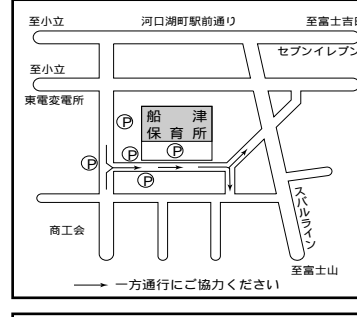 至小立 河口湖町駅前通り 至富士吉田
セブンイレブン
至小立
東電変電所
船津
保育所
P
P
P
P
P
スバルライン
商工会
至富士山
→ 一方通行にご協力ください